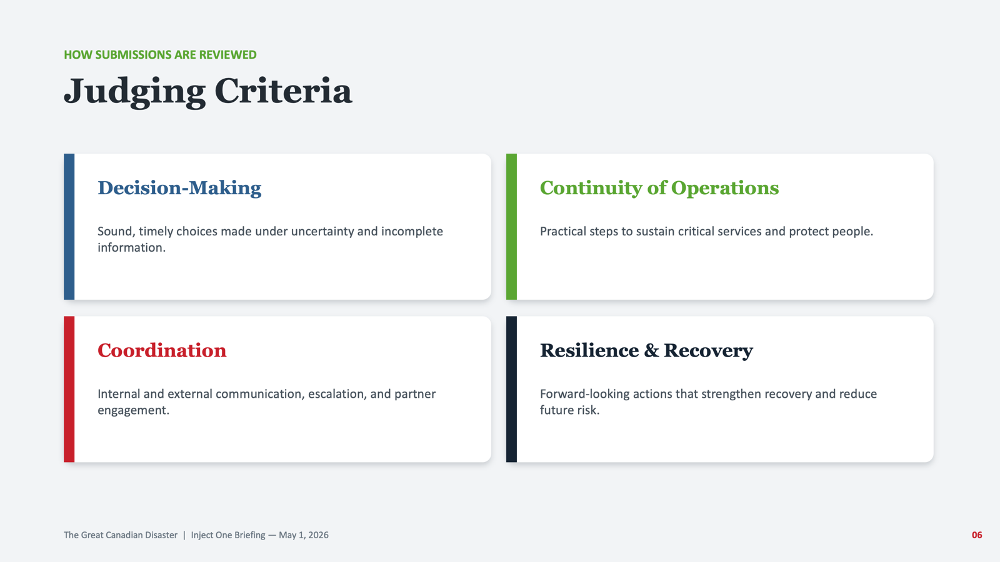 HOW SUBMISSIONS ARE REVIEWED
Judging Criteria
Decision-Making
Sound, timely choices made under uncertainty and incomplete
information.
Continuity of Operations
Practical steps to sustain critical services and protect people.
Coordination
Internal and external communication, escalation, and partner
engagement.
Resilience & Recovery
Forward-looking actions that strengthen recovery and reduce
future risk.
The Great Canadian Disaster | Inject One Briefing — May 1, 2026
06